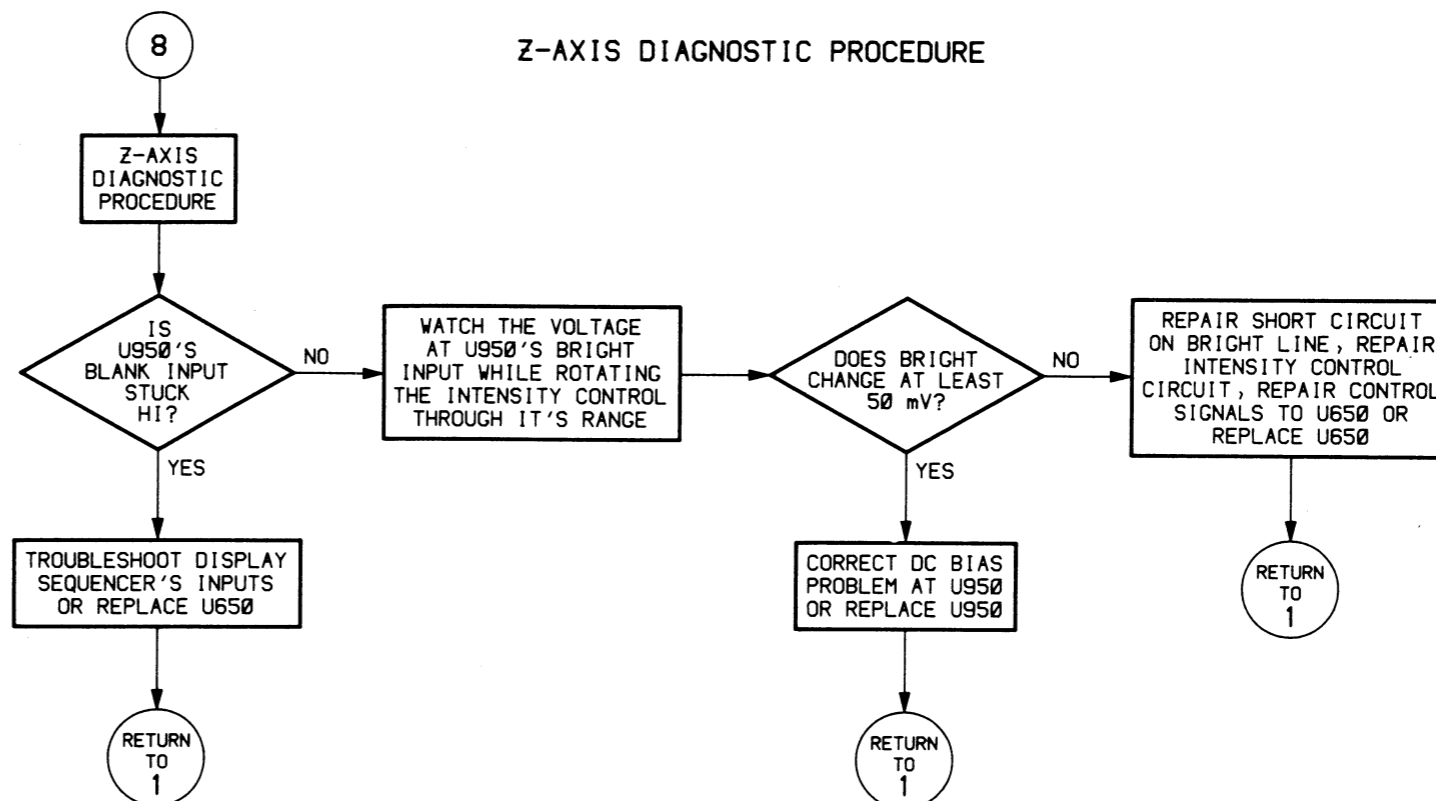 8
Z-AXIS DIAGNOSTIC PROCEDURE
Z-AXIS
DIAGNOSTIC
PROCEDURE
IS
U950'S
BLANK INPUT
STUCK
HI?
NO
YES
WATCH THE VOLTAGE
AT U950'S BRIGHT
INPUT WHILE ROTATING
THE INTENSITY CONTROL
THROUGH IT'S RANGE
DOES BRIGHT
CHANGE AT LEAST
50 mV?
NO
YES
REPAIR SHORT CIRCUIT
ON BRIGHT LINE, REPAIR
INTENSITY CONTROL
CIRCUIT, REPAIR CONTROL
SIGNALS TO U650 OR
REPLACE U650
TROUBLESHOOT DISPLAY
SEQUENCER'S INPUTS
OR REPLACE U650
CORRECT DC BIAS
PROBLEM AT U950
OR REPLACE U950
RETURN
TO
1
RETURN
TO
1
RETURN
TO
1